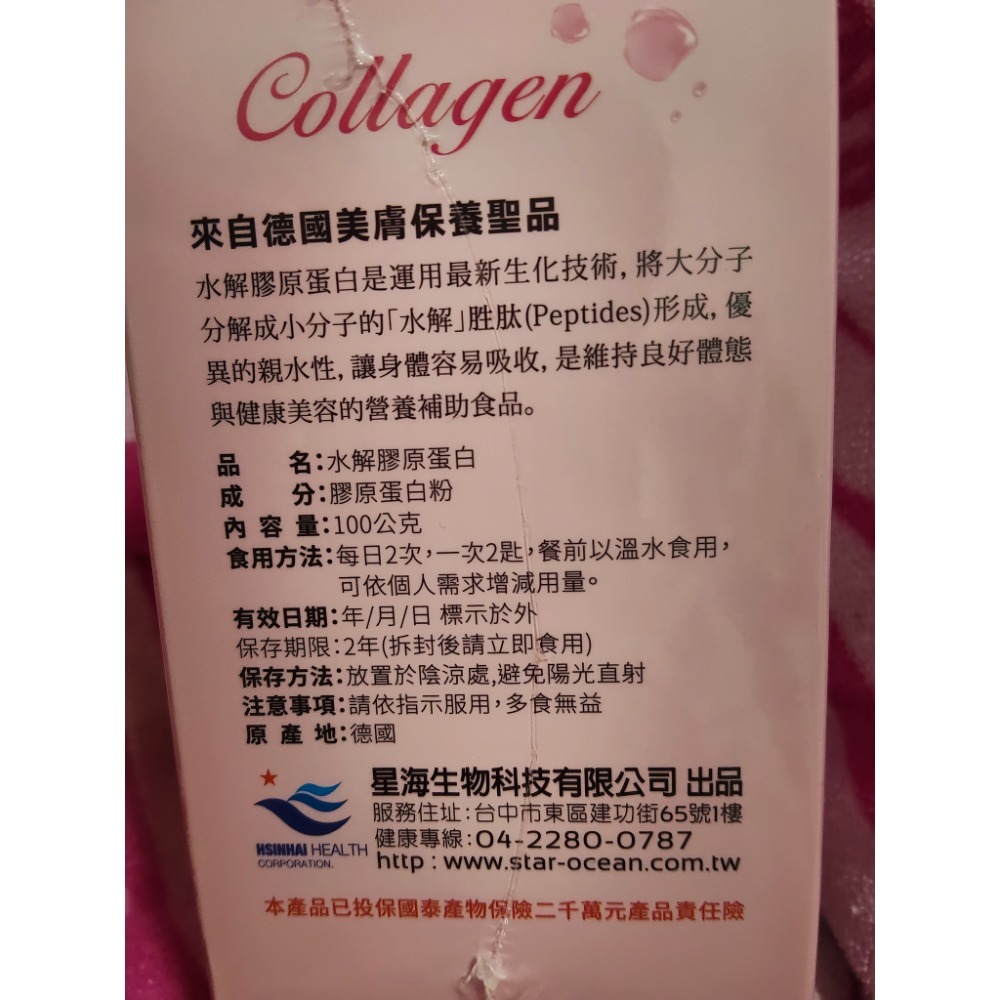 Collagen
來自德國美膚保養聖品
水解膠原蛋白是運用最新生化技術,將大分子
分解成小分子的「水解」胜肽(Peptides)形成,優
異的親水性,讓身體容易吸收,是維持良好體態
與健康美容的營養補助食品。
品 名:水解膠原蛋白
成 分:膠原蛋白粉
內 容 量:100公克
食用方法:每日2次,一次2匙,餐前以溫水食用,
可依個人需求增減用量。
有效日期:年/月/日 標示於外
保存期限:2年(拆封後請立即食用)
保存方法:放置於陰涼處,避免陽光直射
注意事項:請依指示服用,多食無益
原 產 地:德國
星海生物科技有限公司 出品
服務住址:台中市東區建功街65號1樓
健康專線:04-2280-0787
http : www.star-ocean.com.tw
HSINHAI HEALTH
CORPORATION.
本產品已投保國泰產物保險二千萬元產品責任險